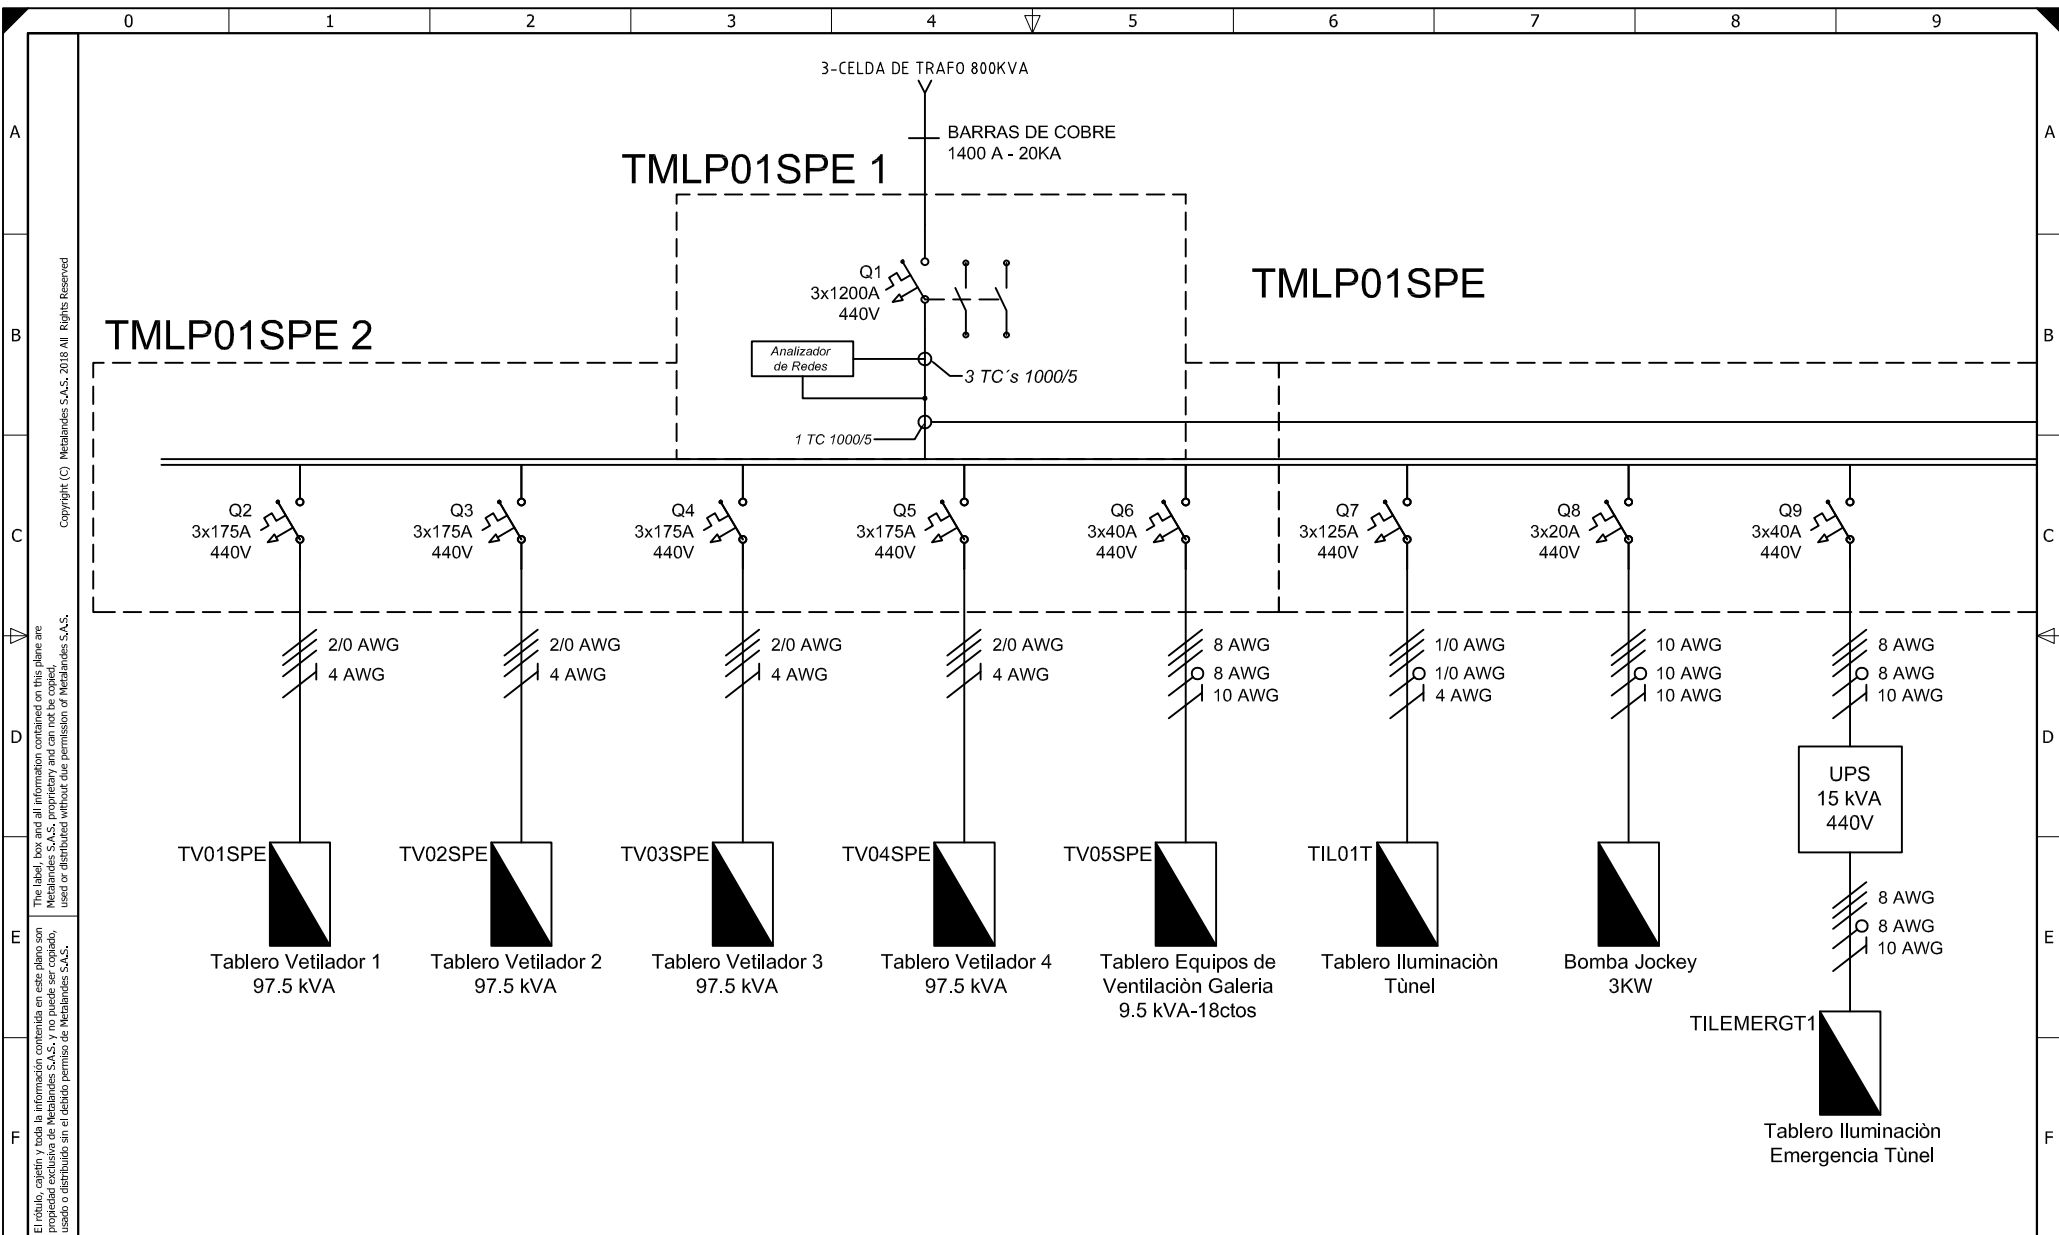 0 1 2 3 4 5 6 7 8 9
3-CELDA DE TRAFO 800KVA
A
A
BARRAS DE COBRE
1400 A - 20KA
TMLP01SPE 1
TMLP01SPE
Q1
3x1200A
440V
TMLP01SPE 2
B
B
Analizador
de Redes
3 TC´s 1000/5
1 TC 1000/5
C
C
Q2
3x175A
440V
Q3
3x175A
440V
Q4
3x175A
440V
Q5
3x175A
440V
Q6
3x40A
440V
Q7
3x125A
440V
Q8
3x20A
440V
Q9
3x40A
440V
2/0 AWG
4 AWG
2/0 AWG
4 AWG
2/0 AWG
4 AWG
2/0 AWG
4 AWG
8 AWG
8 AWG
10 AWG
1/0 AWG
1/0 AWG
4 AWG
10 AWG
10 AWG
10 AWG
8 AWG
8 AWG
10 AWG
D
D
UPS
15 kVA
440V
TV01SPE
Tablero Vetilador 1
97.5 kVA
TV02SPE
Tablero Vetilador 2
97.5 kVA
TV03SPE
Tablero Vetilador 3
97.5 kVA
TV04SPE
Tablero Vetilador 4
97.5 kVA
TV05SPE
Tablero Equipos de
Ventilaciòn Galeria
9.5 kVA-18ctos
TIL01T
Tablero Iluminaciòn
Tùnel
Bomba Jockey
3KW
8 AWG
8 AWG
10 AWG
E
E
TILEMERGT1
Tablero Iluminaciòn
Emergencia Tùnel
F
F
Copyright (C) Metalandes S.A.S. 2018 All Rights Reserved
The label, box and all information contained on this plane are
Metalandes S.A.S. proprietary and can not be copied,
used or distributed without due permission of Metalandes S.A.S.
El rótulo, cajetín y toda la información contenida en este plano son
propiedad exclusiva de Metalandes S.A.S. y no puede ser copiado,
usado o distribuido sin el debido permiso de Metalandes S.A.S.